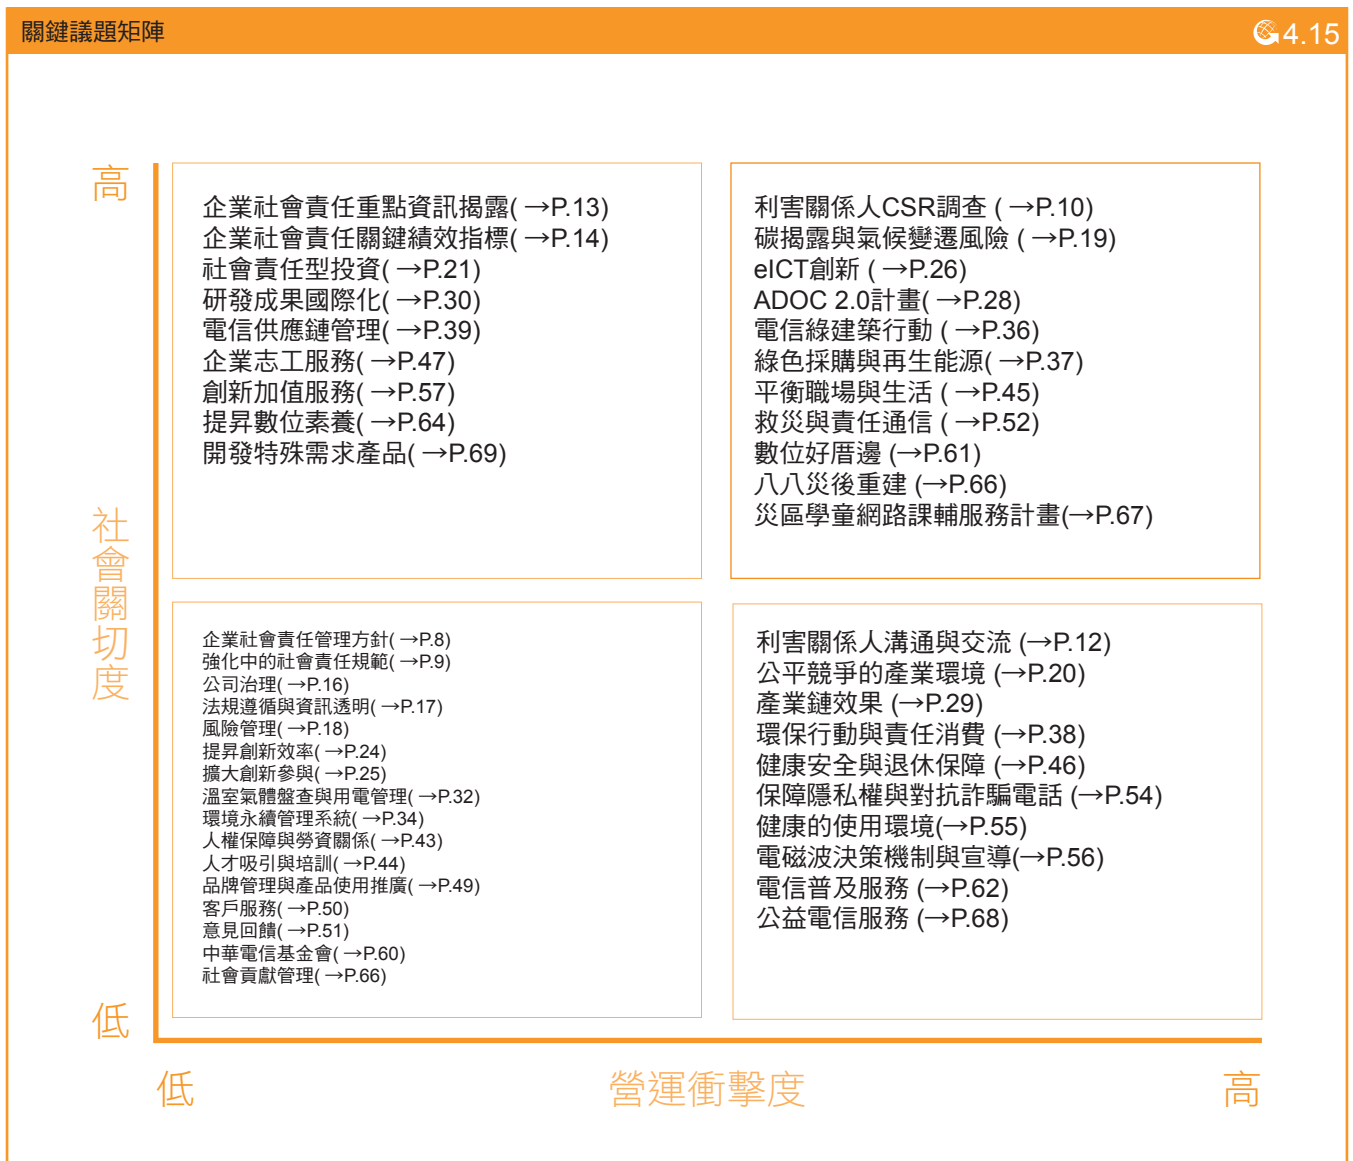 關鍵議題矩陣
4.15
高
企業社會責任重點資訊揭露( →P.13)
企業社會責任關鍵績效指標( →P.14)
社會責任型投資( →P.21)
研發成果國際化( →P.30)
電信供應鏈管理( →P.39)
企業志工服務( →P.47)
創新加值服務( →P.57)
提昇數位素養( →P.64)
開發特殊需求產品( →P.69)
利害關係人CSR調查 ( →P.10)
碳揭露與氣候變遷風險 ( →P.19)
eICT創新 ( →P.26)
ADOC 2.0計畫( →P.28)
電信綠建築行動 ( →P.36)
綠色採購與再生能源( →P.37)
平衡職場與生活 ( →P.45)
救災與責任通信 ( →P.52)
數位好厝邊 (→P.61)
八八災後重建 (→P.66)
災區學童網路課輔服務計畫(→P.67)
社會關切度
企業社會責任管理方針( →P.8)
強化中的社會責任規範( →P.9)
公司治理( →P.16)
法規遵循與資訊透明( →P.17)
風險管理( →P.18)
提昇創新效率( →P.24)
擴大創新參與( →P.25)
溫室氣體盤查與用電管理( →P.32)
環境永續管理系統( →P.34)
人權保障與勞資關係( →P.43)
人才吸引與培訓( →P.44)
品牌管理與產品使用推廣( →P.49)
客戶服務( →P.50)
意見回饋( →P.51)
中華電信基金會( →P.60)
社會貢獻管理( →P.66)
利害關係人溝通與交流 (→P.12)
公平競爭的產業環境 (→P.20)
產業鏈效果 (→P.29)
環保行動與責任消費 (→P.38)
健康安全與退休保障 (→P.46)
保障隱私權與對抗詐騙電話 (→P.54)
健康的使用環境(→P.55)
電磁波決策機制與宣導(→P.56)
電信普及服務 (→P.62)
公益電信服務 (→P.68)
低
低
營運衝擊度
高